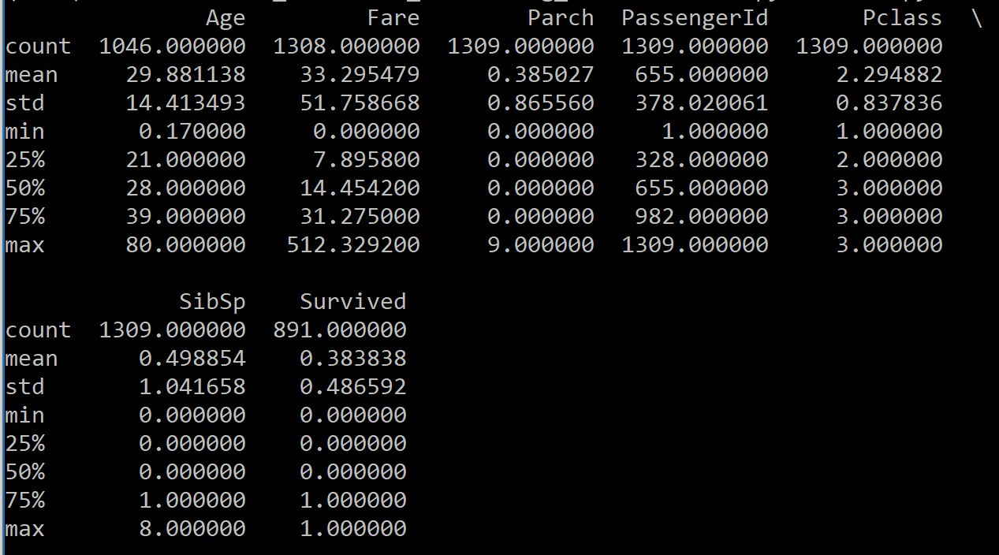 Age Fare Parch PassengerId Pclass \
count 1046.000000 1308.000000 1309.000000 1309.000000 1309.000000
mean 29.881138 33.295479 0.385027 655.000000 2.294882
std 14.413493 51.758668 0.865560 378.020061 0.837836
min 0.170000 0.000000 0.000000 1.000000 1.000000
25% 21.000000 7.895800 0.000000 328.000000 2.000000
50% 28.000000 14.454200 0.000000 655.000000 3.000000
75% 39.000000 31.275000 0.000000 982.000000 3.000000
max 80.000000 512.329200 9.000000 1309.000000 3.000000
SibSp Survived
count 1309.000000 891.000000
mean 0.498854 0.383838
std 1.041658 0.486592
min 0.000000 0.000000
25% 0.000000 0.000000
50% 0.000000 0.000000
75% 1.000000 1.000000
max 8.000000 1.000000